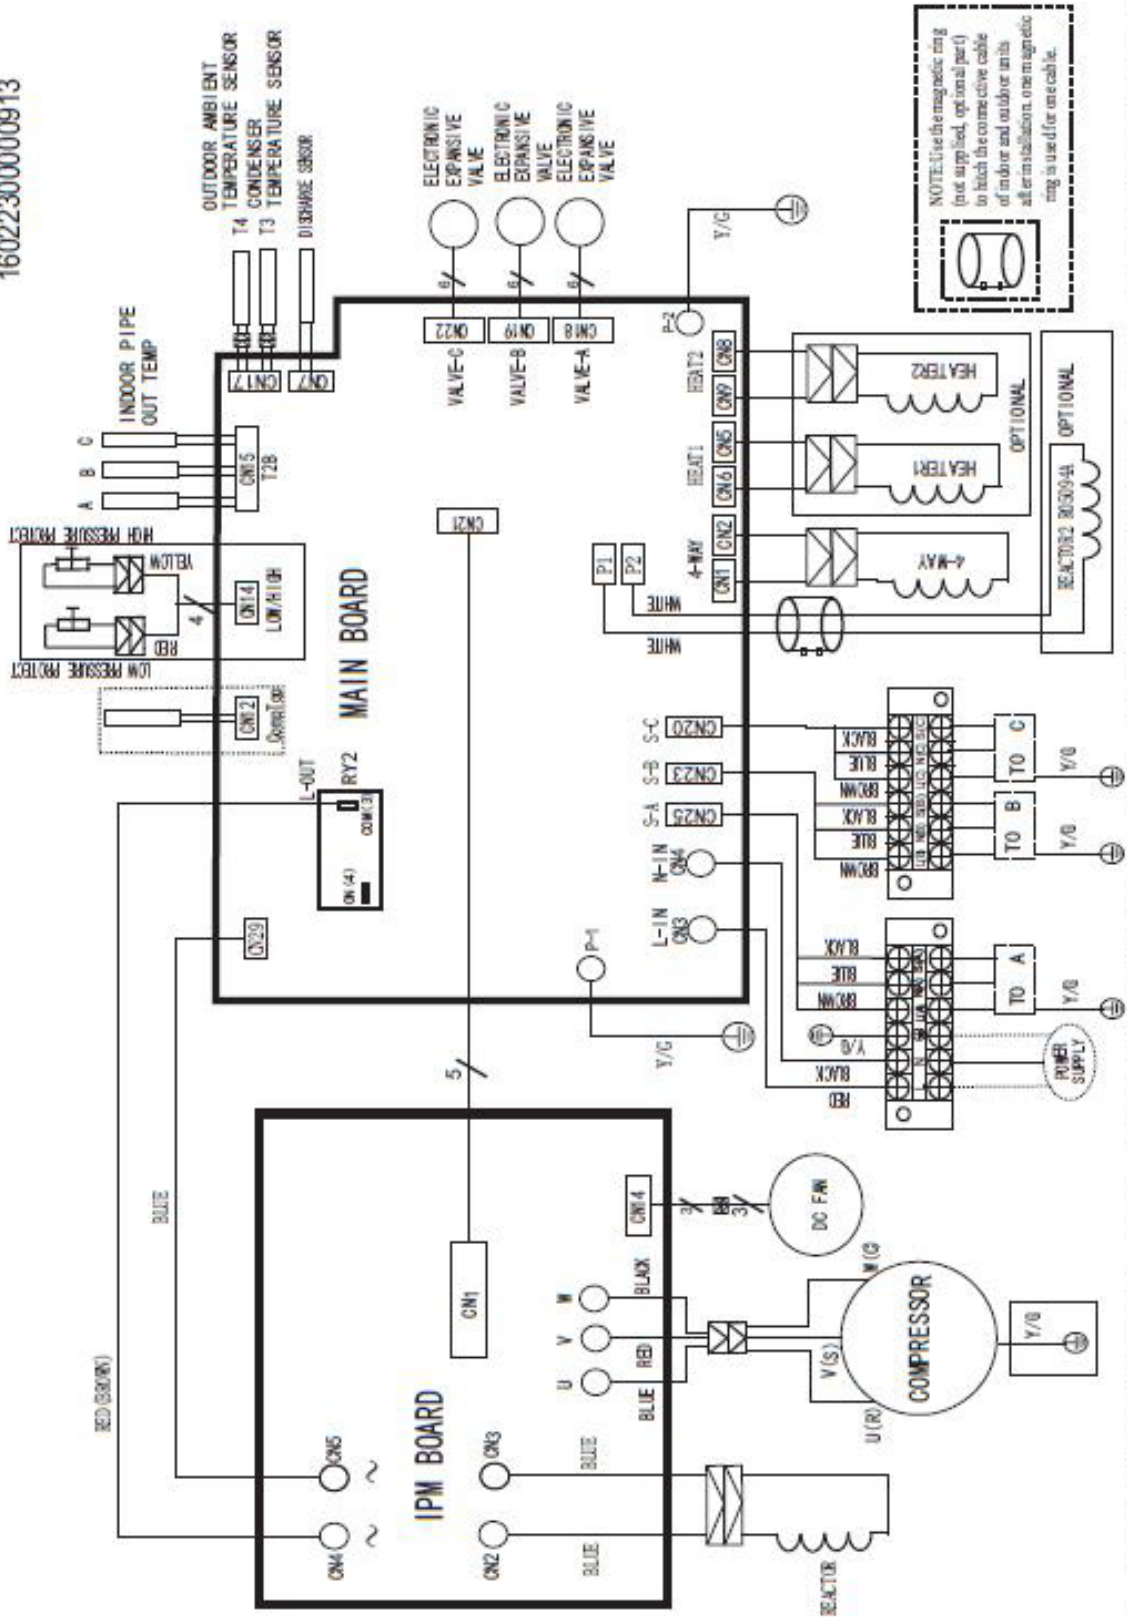 16022300000913
OUTDOOR AMBIENT
TEMPERATURE SENSOR
T4
CONDENSER
T3 TEMPERATURE SENSOR
DISCHARGE SENSOR
INDOOR PIPE
OUT TEMP
A
B
C
CN17
CN7
CN15
T2B
HIGH PRESSURE PROTECT
YELLOW
LOW PRESSURE PROTECT
RED
4
CN14
LOW/HIGH
CN12
ELECTRONIC
EXPANSIVE
VALVE
ELECTRONIC
EXPANSIVE
VALVE
ELECTRONIC
EXPANSIVE
VALVE
6
6
6
CN22
CN19
CN18
VALVE-C
VALVE-B
VALVE-A
CN21
MAIN BOARD
L-OUT
RY2
COM(3)
ON(4)
CN29
P-2
Y/G
P-1
Y/G
HEAT2
CN8
CN9
HEAT1
CN5
CN6
4-WAY
CN2
CN1
P1
P2
WHITE
WHITE
S-C
CN20
S-B
CN23
S-A
CN25
N-IN
CN4
L-IN
CN3
HEATER2
HEATER1
OPTIONAL
4-WAY
OPTIONAL
NOTE:Use the magnetic ring
(not supplied, optional part)
to hitch the connective cable
of indoor and outdoor units
after installation. one magnetic
ring is used for one cable.
BLACK
BLUE
BROWN
BLACK
BLUE
BROWN
TO C
Y/G
TO B
Y/G
BLACK
BLUE
BROWN
Y/G
BLACK
RED
N
TO A
Y/G
POWER
SUPPLY
BLUE
RED(BROWN)
5
IPM BOARD
CN1
CN14
3
3
DC FAN
CN5
CN4
CN3
CN2
BLUE
BLUE
REACTOR
U
V
W
BLUE
RED
BLACK
W(C)
V(S)
U(R)
COMPRESSOR
Y/G